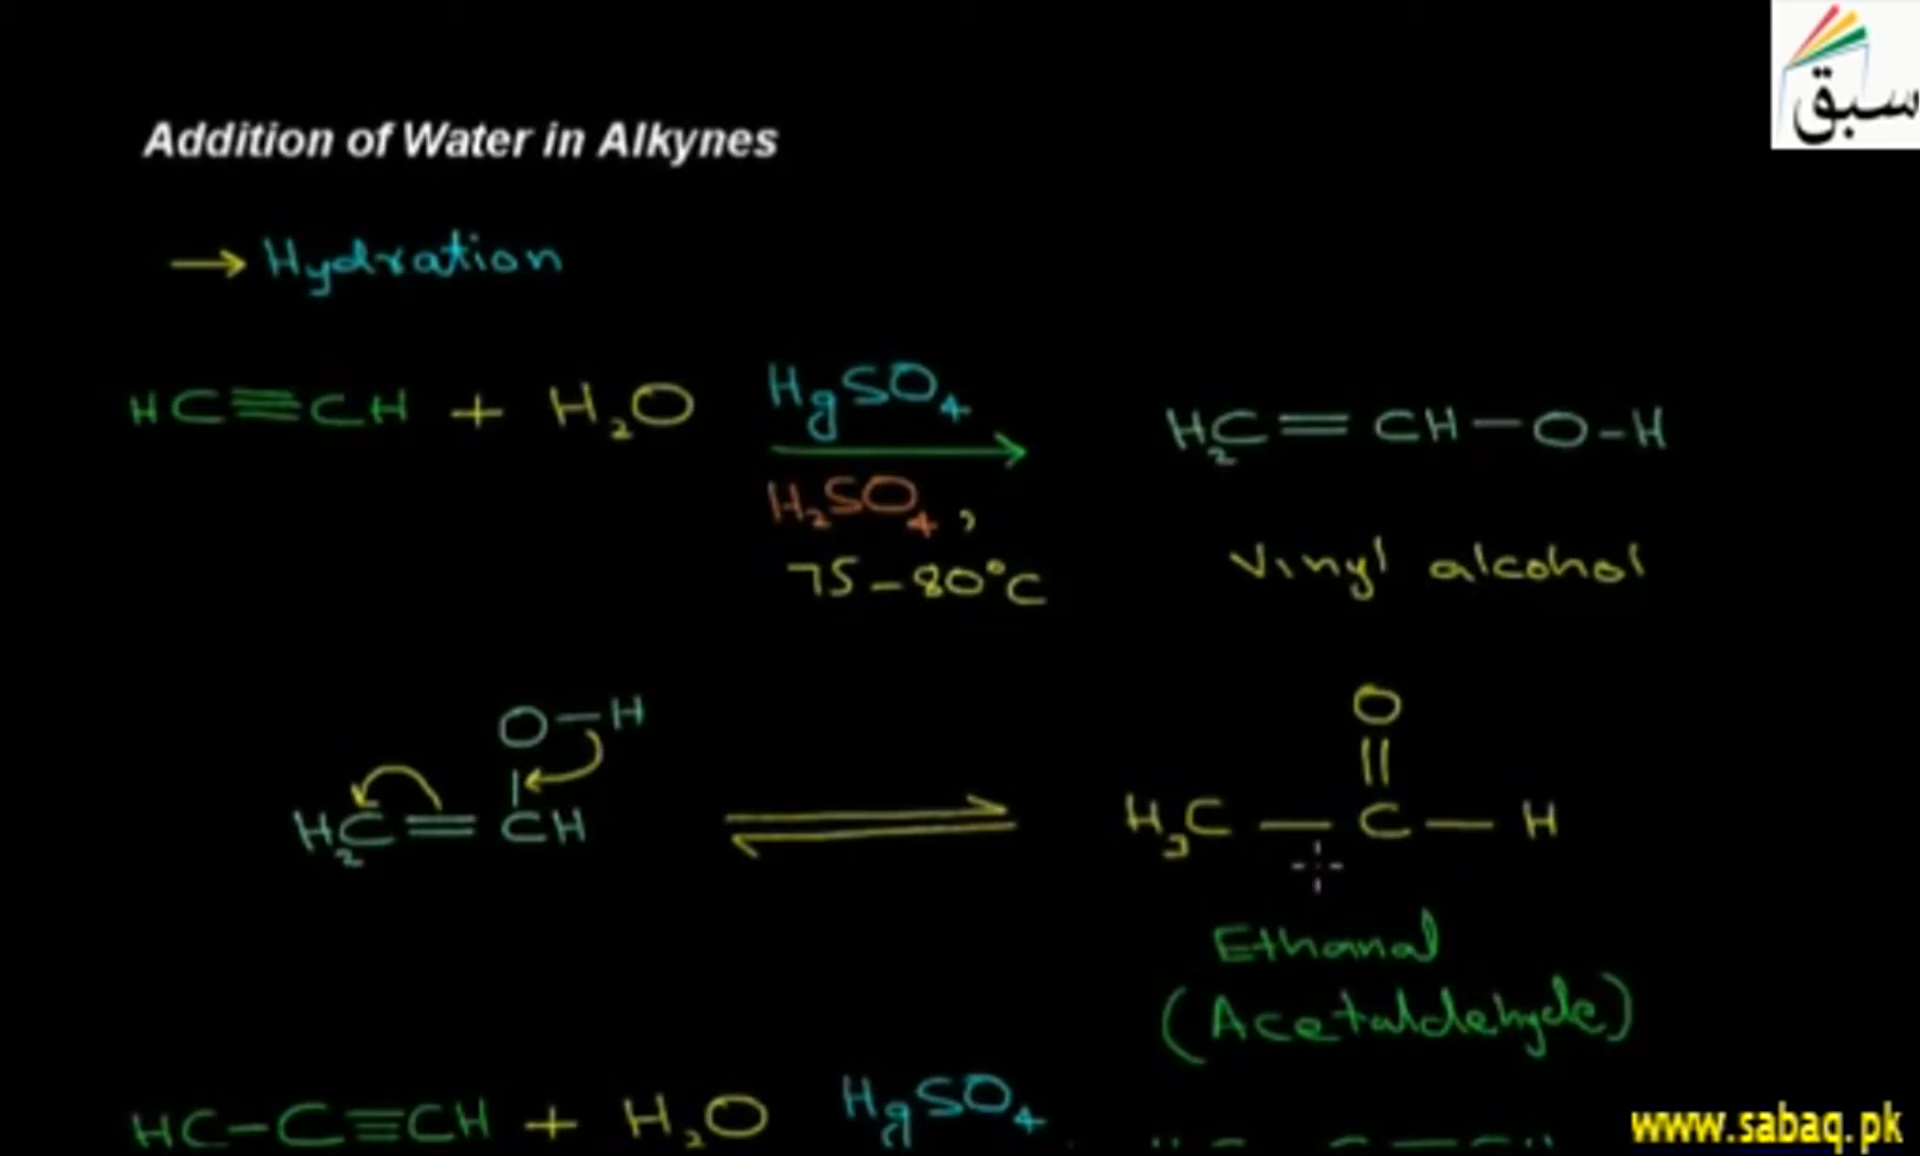 سبق
Addition of Water in Alkynes
→ Hydration
HC≡CH + H₂O
HgSO₄
H₂SO₄,
75-80°C
H₂C=CH-O-H
Vinyl alcohol
O-H
H₂C=CH
O
H₃C-C-H
Ethanal
(Acetaldehyde)
HC-C≡CH + H₂O
HgSO₄
www.sabaq.pk